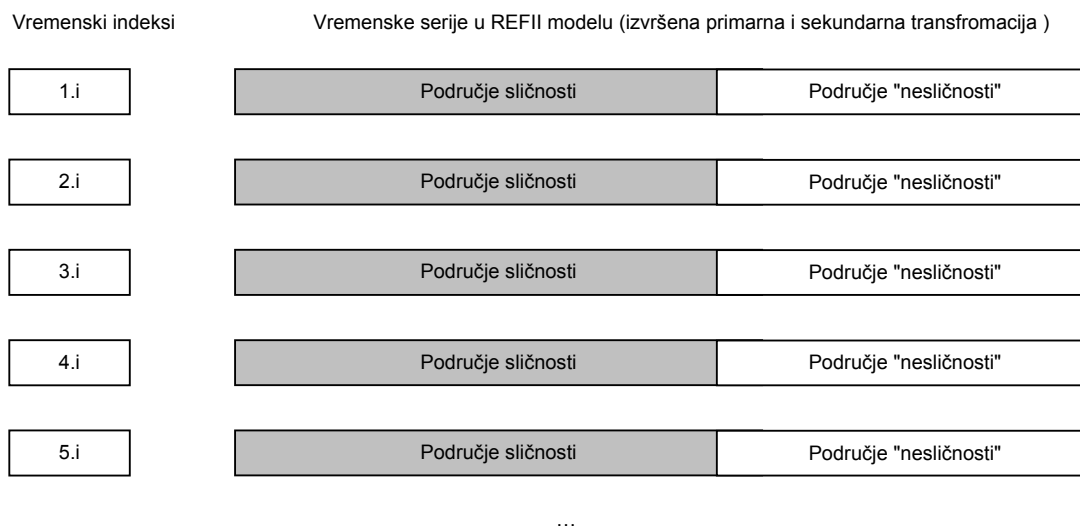 Vremenski indeksi Vremenske serije u REFII modelu (izvršena primarna i sekundarna transfromacija )
1.i Područje sličnosti Područje "nesličnosti"
2.i Područje sličnosti Područje "nesličnosti"
3.i Područje sličnosti Područje "nesličnosti"
4.i Područje sličnosti Područje "nesličnosti"
5.i Područje sličnosti Područje "nesličnosti"
...